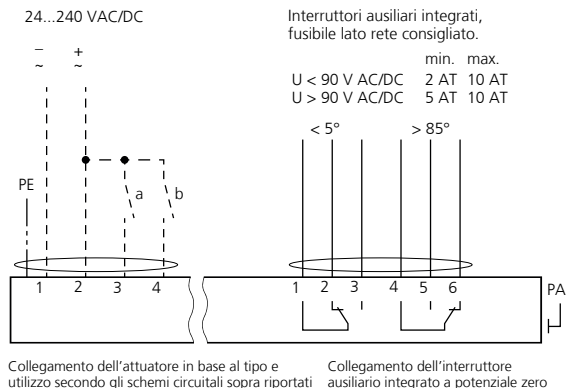 24...240 VAC/DC
Interruttori ausiliari integrati,
fusibile lato rete consigliato.
min. max.
U < 90 V AC/DC 2 AT 10 AT
U > 90 V AC/DC 5 AT 10 AT
– +
~ ~
< 5° > 85°
PE
a b
1 2 3 4
1 2 3 4 5 6
PA
Collegamento dell'attuatore in base al tipo e
utilizzo secondo gli schemi circuitali sopra riportati
Collegamento dell'interruttore
ausiliario integrato a potenziale zero